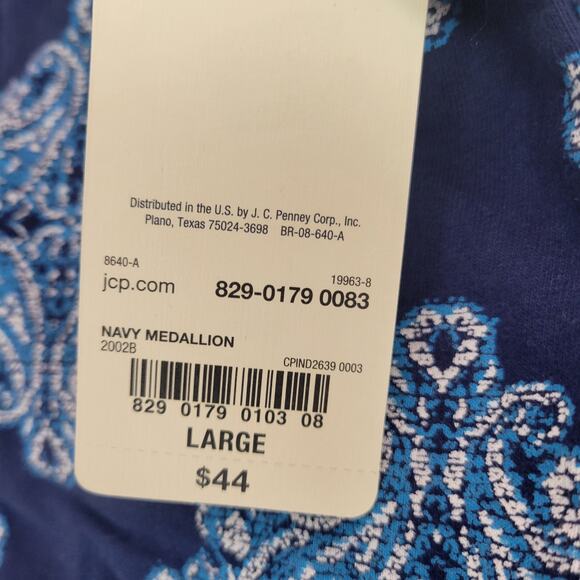 Distributed in the U.S. by J. C. Penney Corp., Inc.
Plano, Texas 75024-3698 BR-08-640-A
8640-A 19963-8
jcp.com 829-0179 0083
NAVY MEDALLION
2002B CPIND2639 0003
829 0179 0103 08
LARGE
$44